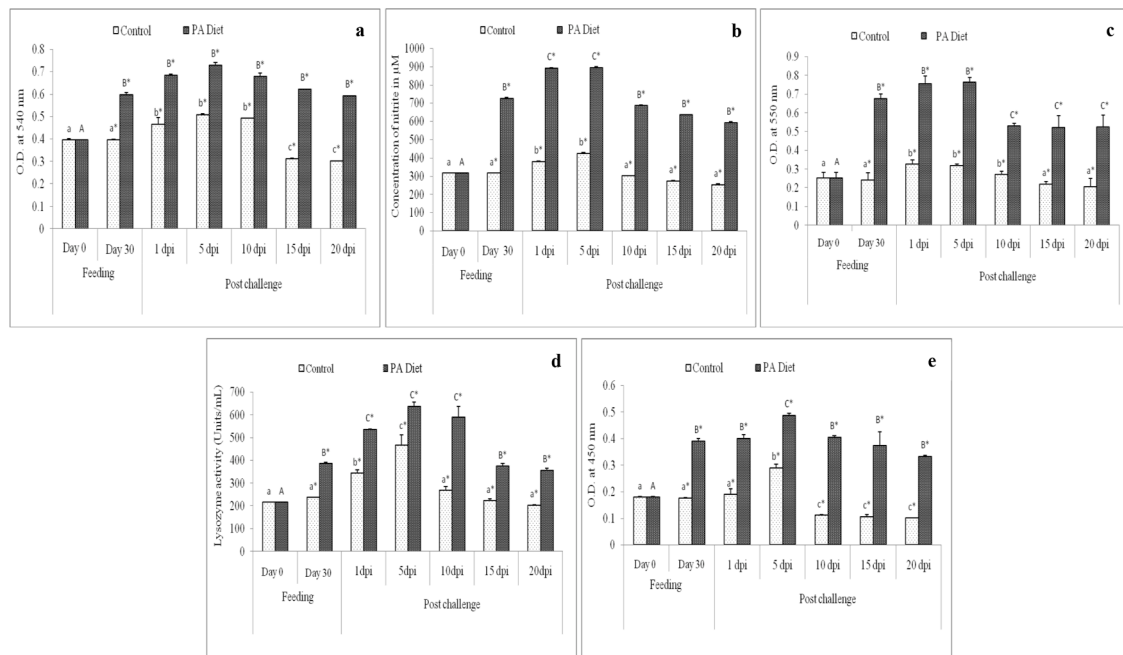 Control PA Diet a
O.D. at 540 nm
0.8
0.7
0.6
0.5
0.4
0.3
0.2
0.1
0
a A a* B* b* B* b* B* b* B* c* B* c* B*
Day 0 Day 30 1 dpi 5 dpi 10 dpi 15 dpi 20 dpi
Feeding Post challenge
Control PA Diet b
Concentration of nitrite in µM
1000
900
800
700
600
500
400
300
200
100
0
a A a* B* b* C* b* C* a* B* a* B* a* B*
Day 0 Day 30 1 dpi 5 dpi 10 dpi 15 dpi 20 dpi
Feeding Post challenge
Control PA Diet c
O.D. at 550 nm
0.9
0.8
0.7
0.6
0.5
0.4
0.3
0.2
0.1
0
a A a* B* b* B* b* B* a* C* a* C* a* C*
Day 0 Day 30 1 dpi 5 dpi 10 dpi 15 dpi 20 dpi
Feeding Post challenge
Control PA Diet d
Lysozyme activity (Units/mL)
700
600
500
400
300
200
100
0
a A a* B* b* C* c* C* a* C* a* B* a* B*
Day 0 Day 30 1dpi 5dpi 10dpi 15dpi 20dpi
Feeding Post challenge
Control PA Diet e
O.D. at 450 nm
0.6
0.5
0.4
0.3
0.2
0.1
0
a A a* B* a* B* b* C* c* B* c* B* c* B*
Day 0 Day 30 1 dpi 5 dpi 10 dpi 15 dpi 20 dpi
Feeding Post challenge